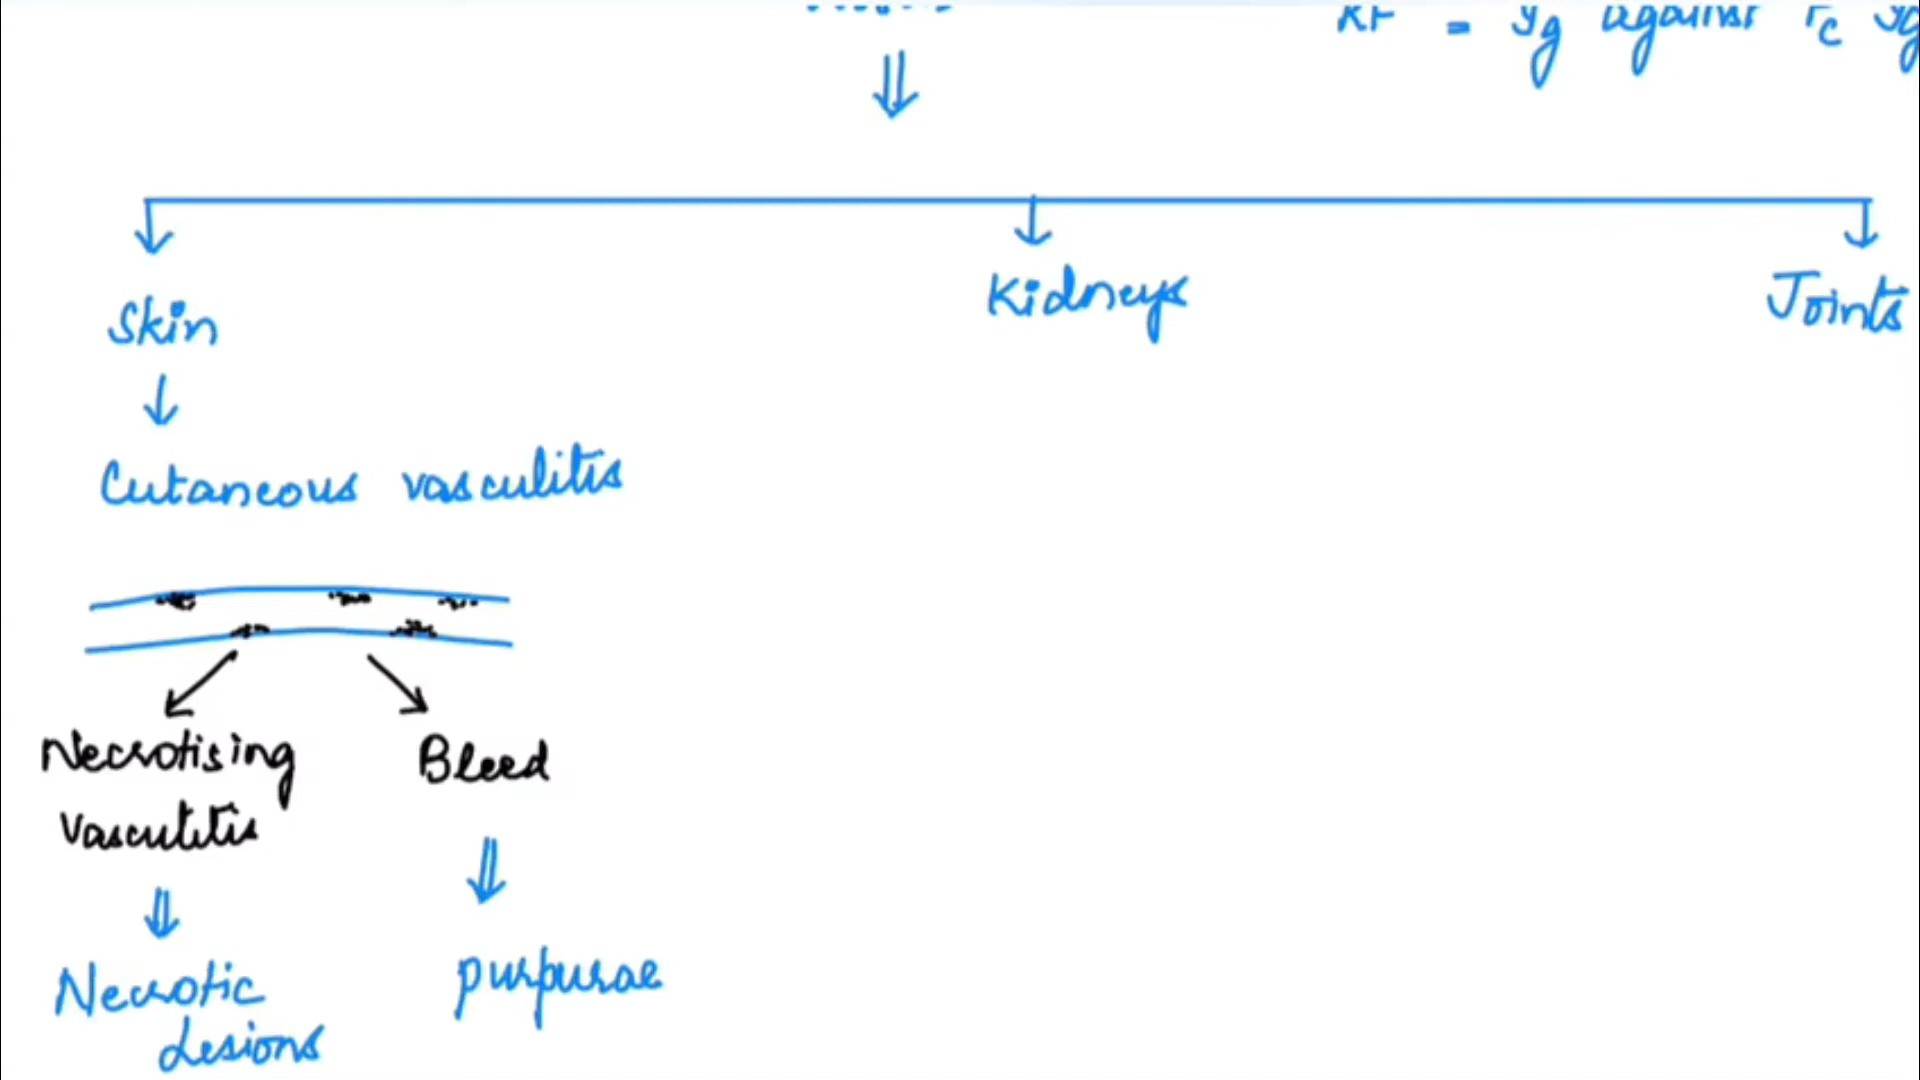 RF = Ig against Fc Ig
Skin
Kidneys
Joints
Cutaneous vasculitis
Necrotising
Vasculitis
Bleed
Necrotic
Lesions
purpurae